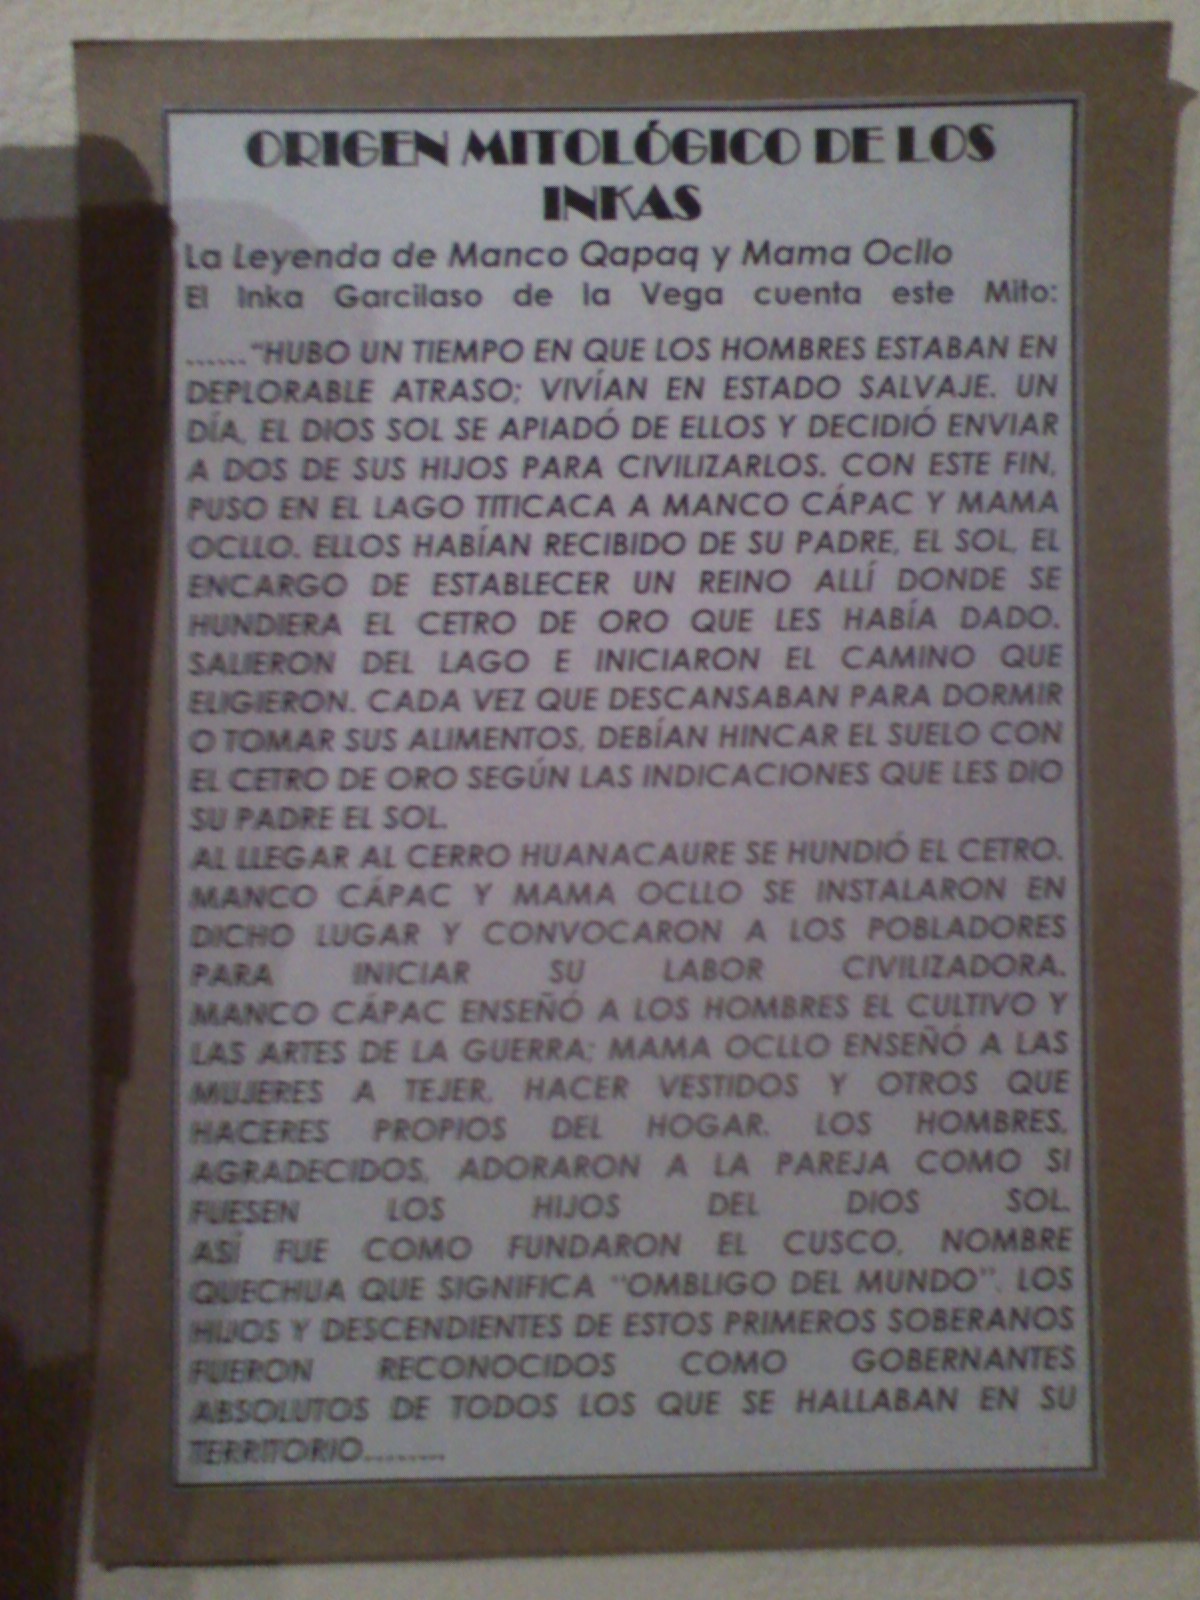 ORIGEN MITOLÓGICO DE LOS
INKAS
La Leyenda de Manco Qapaq y Mama Ocllo
El Inka Garcilaso de la Vega cuenta este Mito:
......"HUBO UN TIEMPO EN QUE LOS HOMBRES ESTABAN EN
DEPLORABLE ATRASO; VIVÍAN EN ESTADO SALVAJE. UN
DÍA, EL DIOS SOL SE APIADÓ DE ELLOS Y DECIDIÓ ENVIAR
A DOS DE SUS HIJOS PARA CIVILIZARLOS. CON ESTE FIN,
PUSO EN EL LAGO TITICACA A MANCO CÁPAC Y MAMA
OCLLO. ELLOS HABÍAN RECIBIDO DE SU PADRE, EL SOL, EL
ENCARGO DE ESTABLECER UN REINO ALLÍ DONDE SE
HUNDIERA EL CETRO DE ORO QUE LES HABÍA DADO.
SALIERON DEL LAGO E INICIARON EL CAMINO QUE
ELIGIERON. CADA VEZ QUE DESCANSABAN PARA DORMIR
O TOMAR SUS ALIMENTOS, DEBÍAN HINCAR EL SUELO CON
EL CETRO DE ORO SEGÚN LAS INDICACIONES QUE LES DIO
SU PADRE EL SOL.
AL LLEGAR AL CERRO HUANACAURE SE HUNDIÓ EL CETRO.
MANCO CÁPAC Y MAMA OCLLO SE INSTALARON EN
DICHO LUGAR Y CONVOCARON A LOS POBLADORES
PARA INICIAR SU LABOR CIVILIZADORA.
MANCO CÁPAC ENSEÑÓ A LOS HOMBRES EL CULTIVO Y
LAS ARTES DE LA GUERRA; MAMA OCLLO ENSEÑÓ A LAS
MUJERES A TEJER, HACER VESTIDOS Y OTROS QUE
HACERES PROPIOS DEL HOGAR. LOS HOMBRES,
AGRADECIDOS, ADORARON A LA PAREJA COMO SI
FUESEN LOS HIJOS DEL DIOS SOL.
ASÍ FUE COMO FUNDARON EL CUSCO, NOMBRE
QUECHUA QUE SIGNIFICA "OMBLIGO DEL MUNDO". LOS
HIJOS Y DESCENDIENTES DE ESTOS PRIMEROS SOBERANOS
FUERON RECONOCIDOS COMO GOBERNANTES
ABSOLUTOS DE TODOS LOS QUE SE HALLABAN EN SU
TERRITORIO........